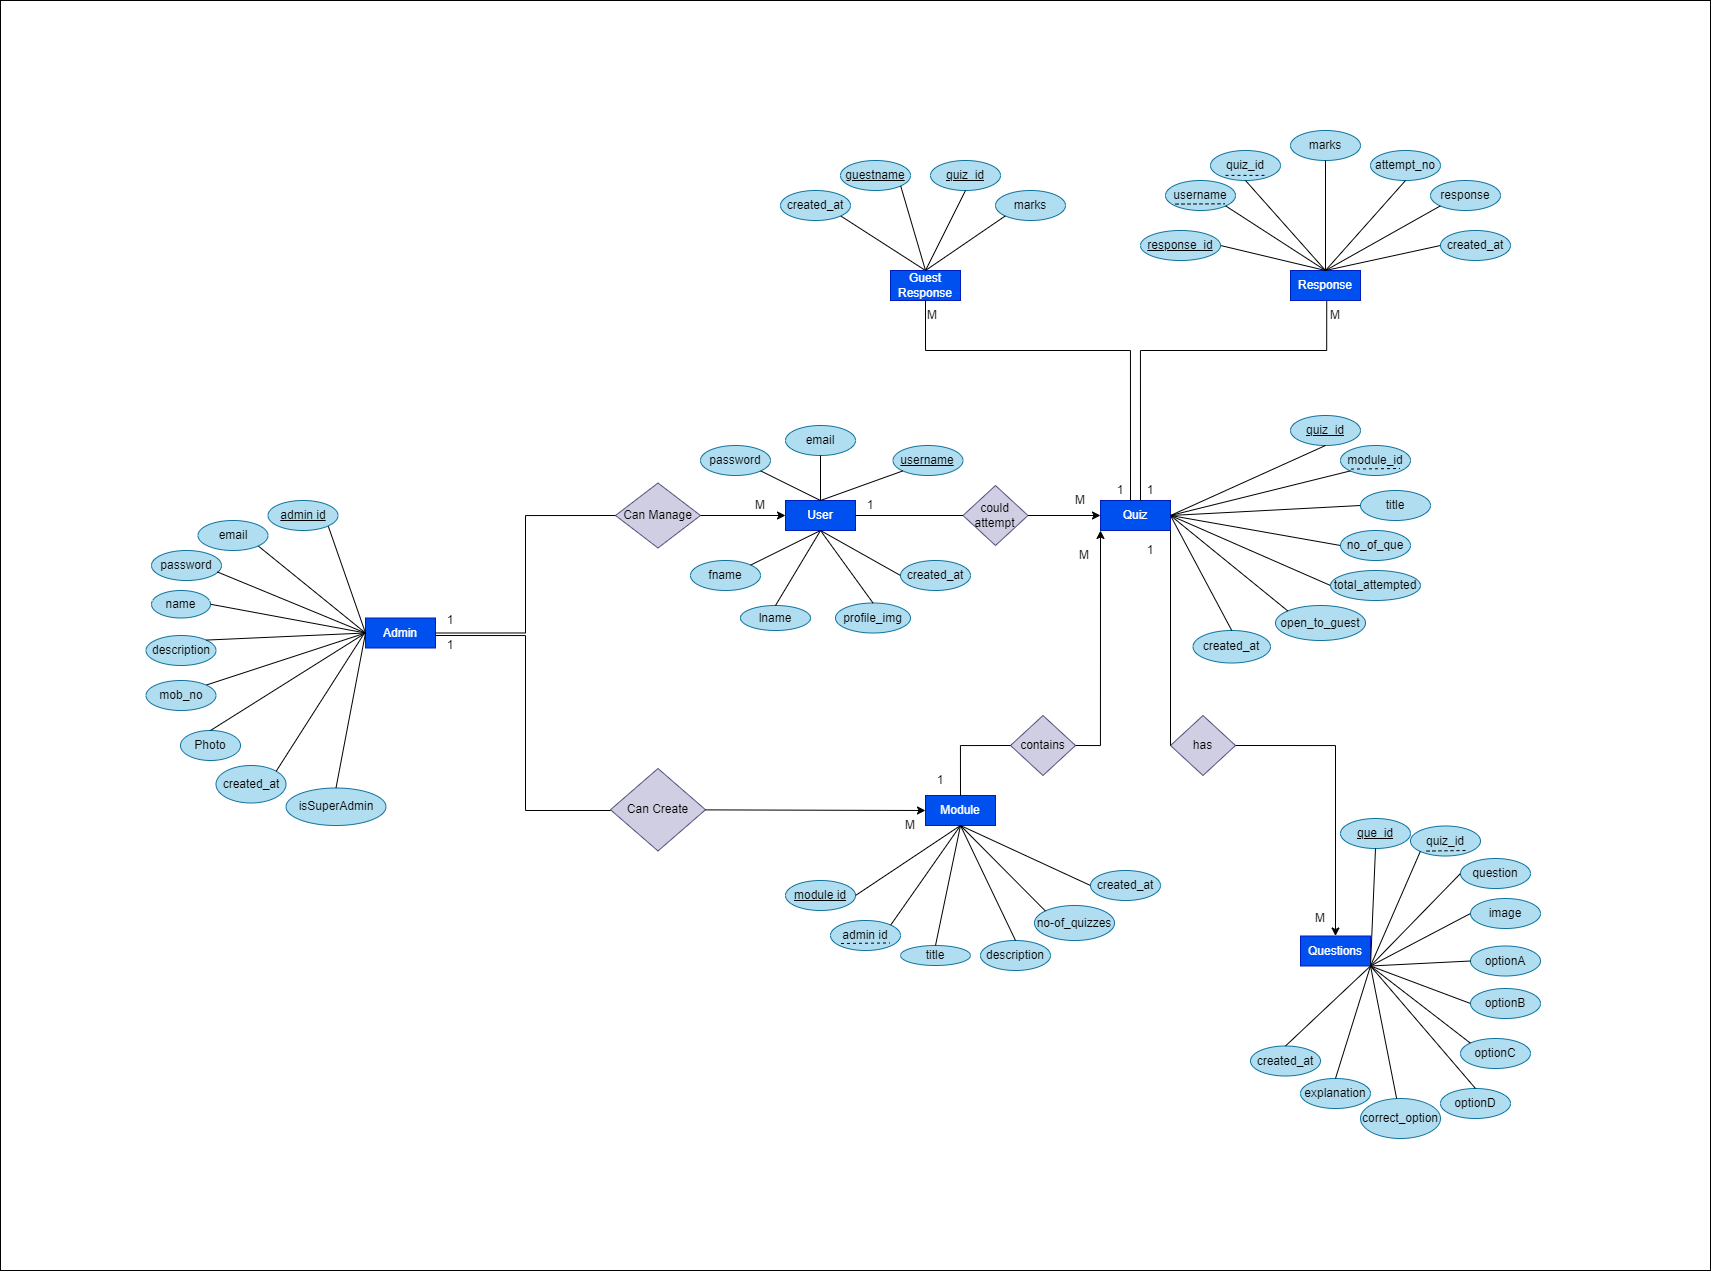 marks
quiz_id
attempt_no
username
response
response_id
created_at
Response
M
guestname
quiz_id
created_at
marks
Guest
Response
M
email
password
username
Can Manage
M
User
1
could
attempt
M
1
1
Quiz
M
1
fname
created_at
lname
profile_img
quiz_id
module_id
title
no_of_que
total_attempted
open_to_guest
created_at
admin id
email
password
name
description
mob_no
Photo
created_at
isSuperAdmin
Admin
1
1
Can Create
M
contains
1
Module
has
module id
admin id
title
description
no-of_quizzes
created_at
que_id
quiz_id
question
image
M
Questions
optionA
optionB
optionC
optionD
correct_option
explanation
created_at